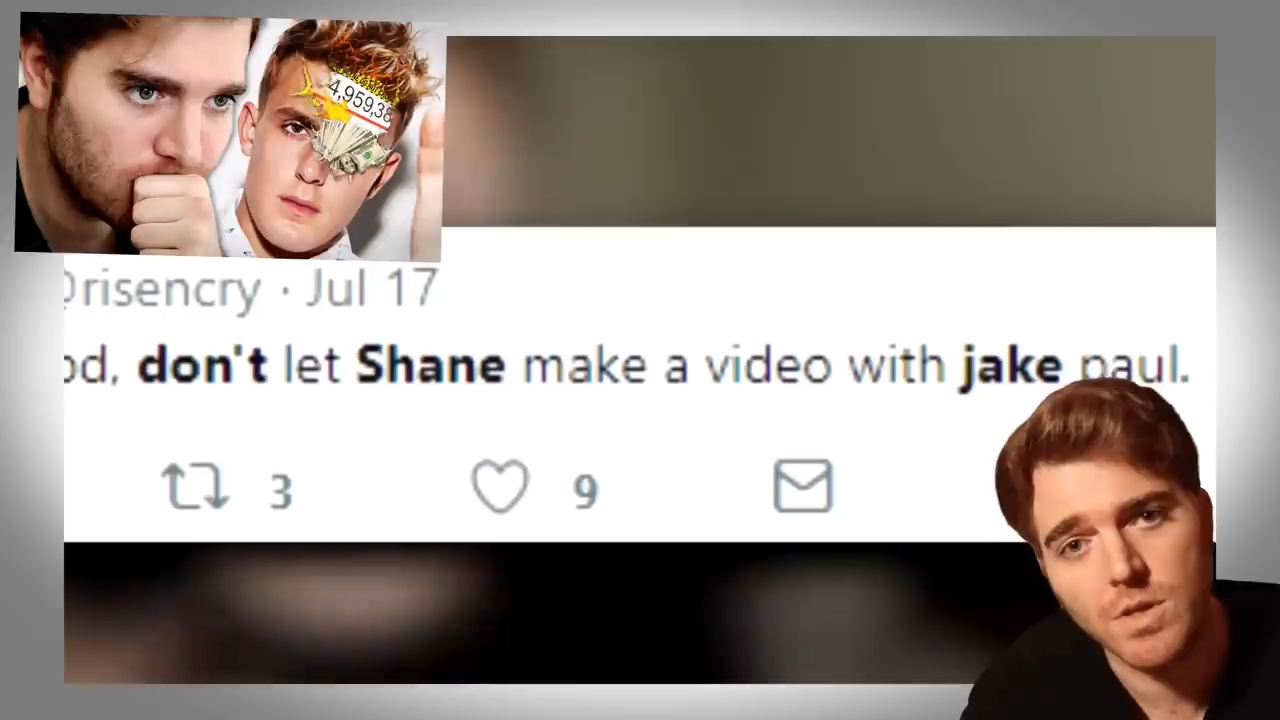 4,959,38
@risencry · Jul 17
od, don't let Shane make a video with jake paul.
3 9